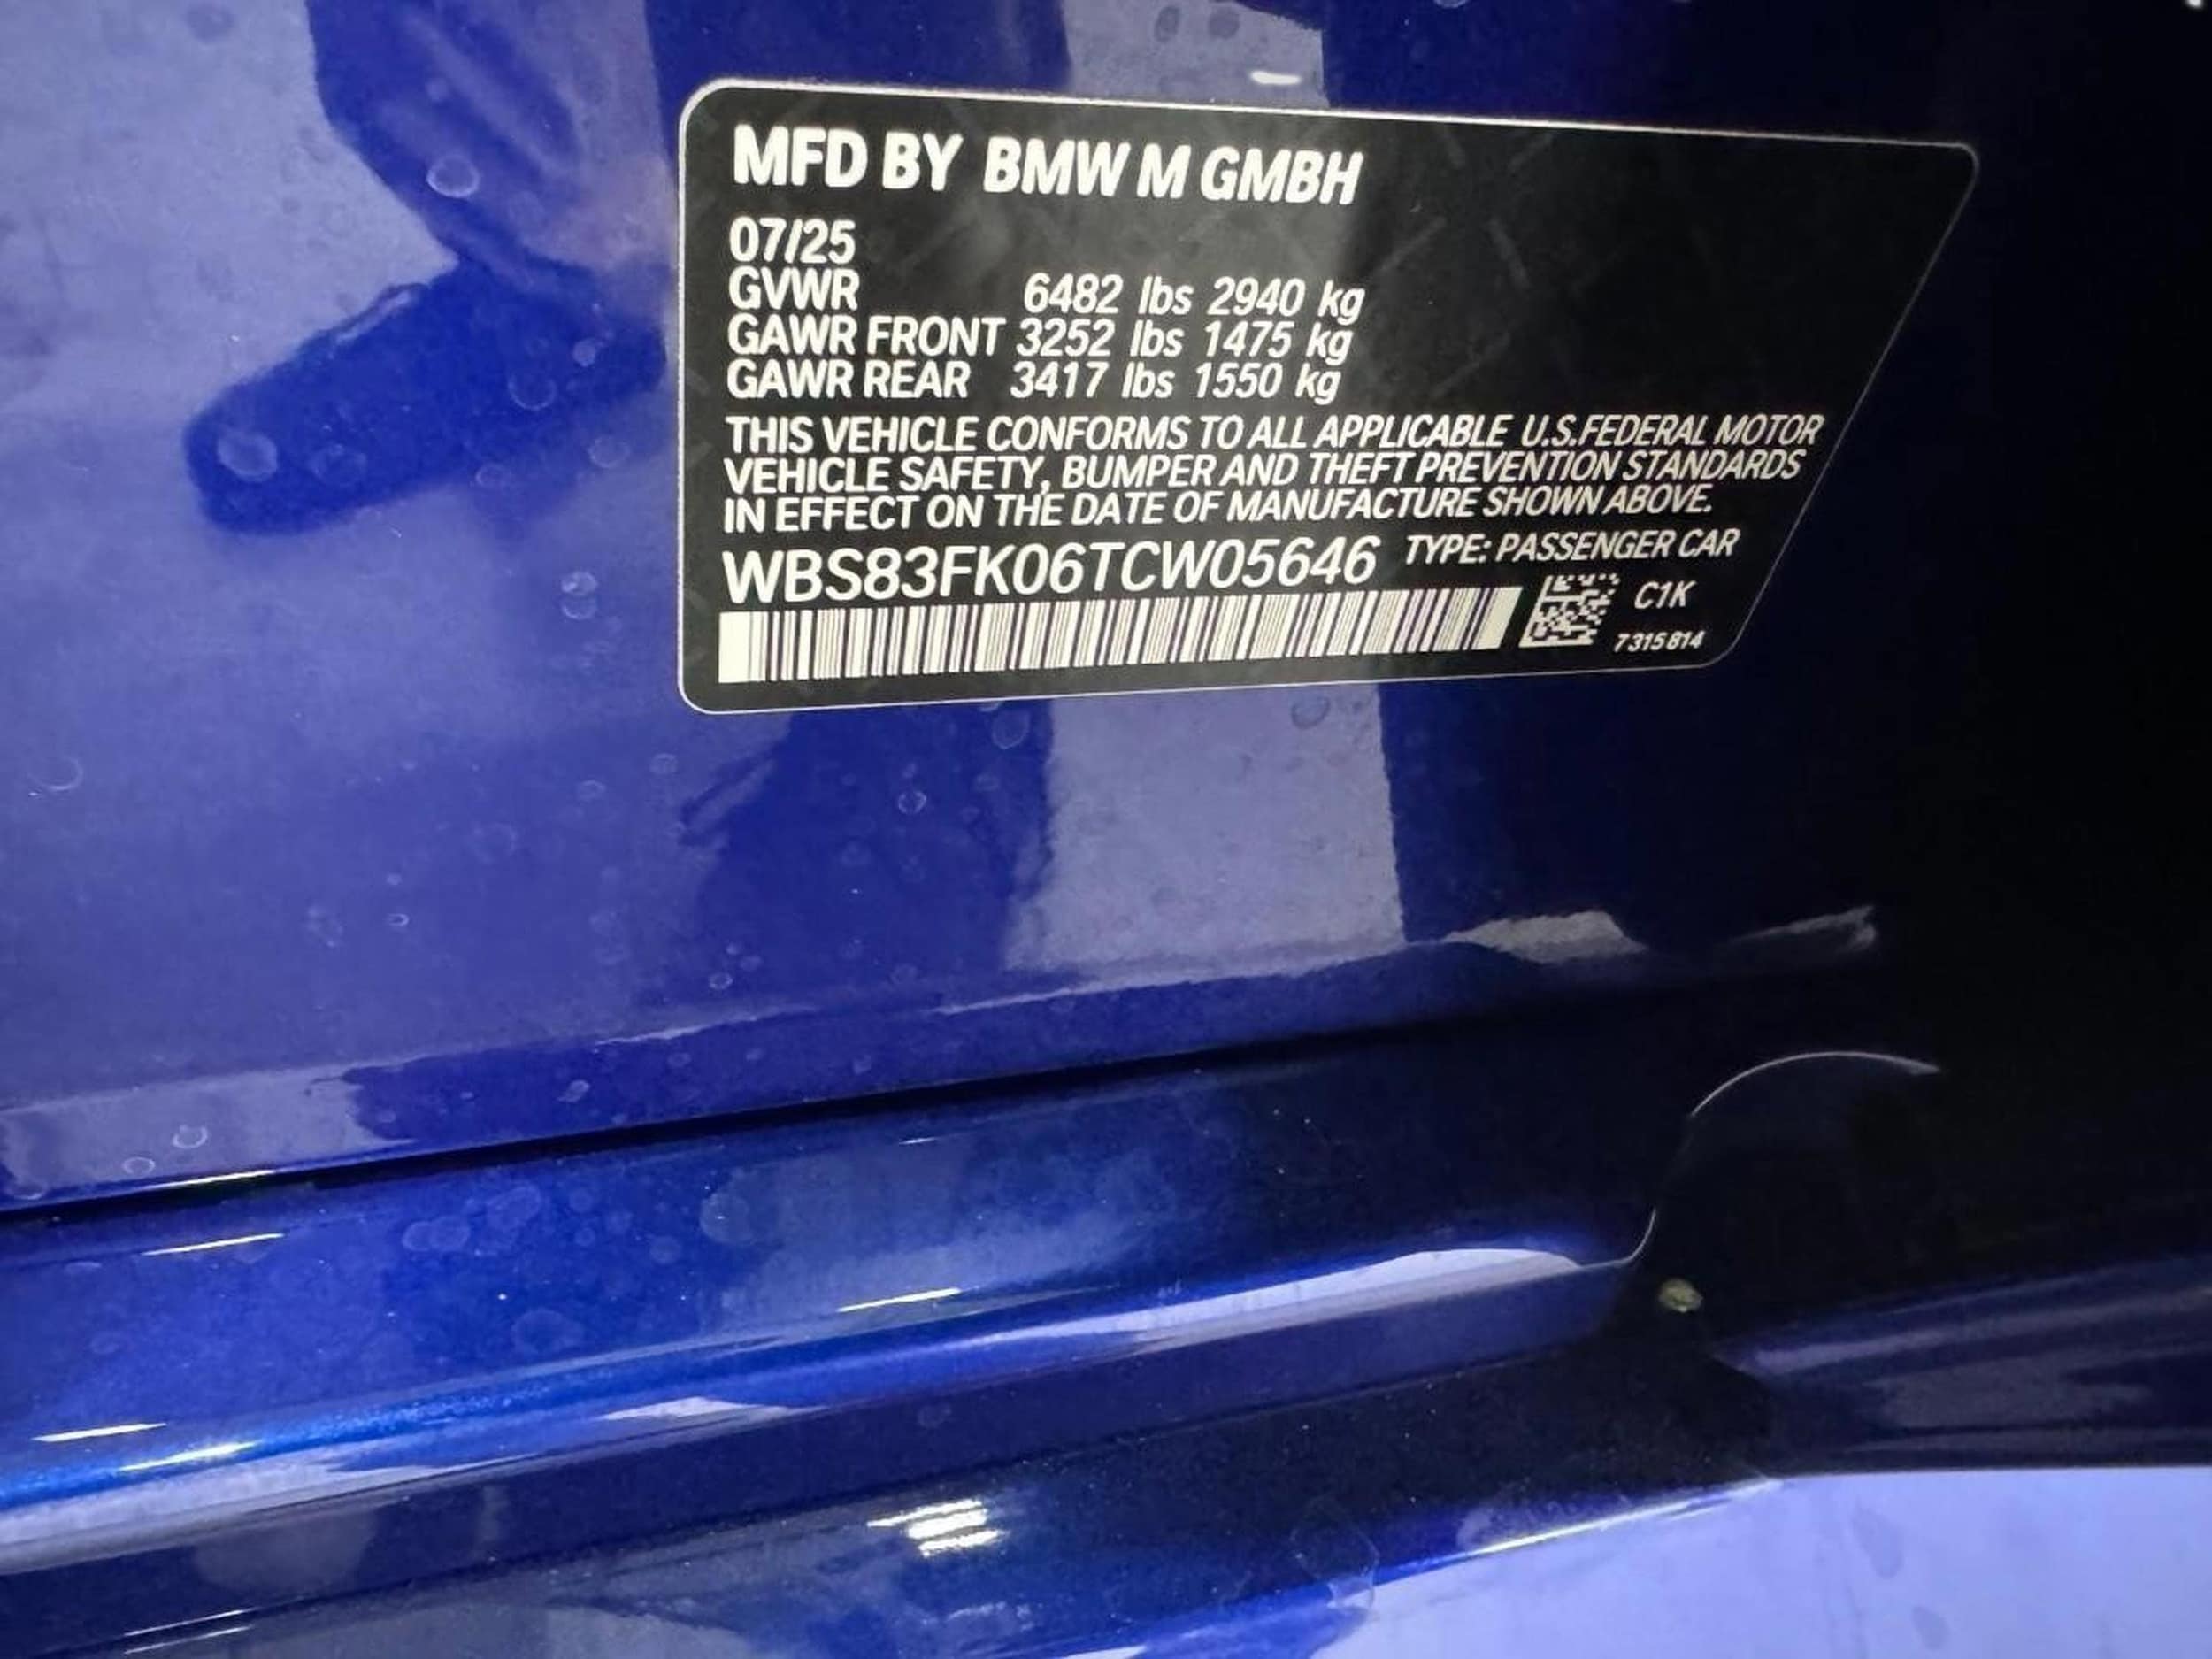 MFD BY BMW M GMBH
07/25
GVWR 6482 lbs 2940 kg
GAWR FRONT 3252 lbs 1475 kg
GAWR REAR 3417 lbs 1550 kg
THIS VEHICLE CONFORMS TO ALL APPLICABLE U.S.FEDERAL MOTOR
VEHICLE SAFETY, BUMPER AND THEFT PREVENTION STANDARDS
IN EFFECT ON THE DATE OF MANUFACTURE SHOWN ABOVE.
WBS83FK06TCW05646 TYPE: PASSENGER CAR
C1K
7315814